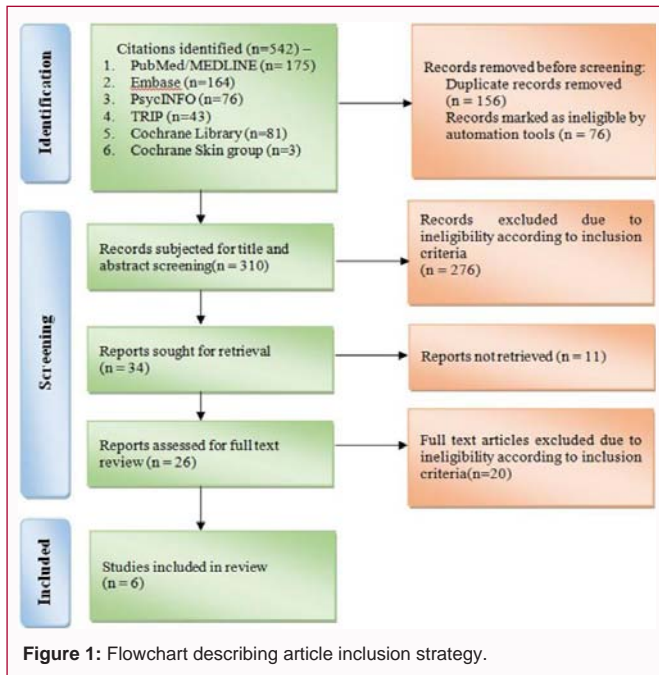 Identification
Citations identified (n=542) –
1. PubMed/MEDLINE (n= 175)
2. Embase (n=164)
3. PsycINFO (n=76)
4. TRIP (n=43)
5. Cochrane Library (n=81)
6. Cochrane Skin group (n=3)
Records removed before screening:
Duplicate records removed
(n = 156)
Records marked as ineligible by
automation tools (n = 76)
Screening
Records subjected for title and
abstract screening(n = 310)
Records excluded due to
ineligibility according to inclusion
criteria
(n = 276)
Reports sought for retrieval
(n = 34)
Reports not retrieved (n = 11)
Reports assessed for full text
review (n = 26)
Full text articles excluded due to
ineligibility according to inclusion
criteria(n=20)
Included
Studies included in review
(n = 6)
Figure 1: Flowchart describing article inclusion strategy.